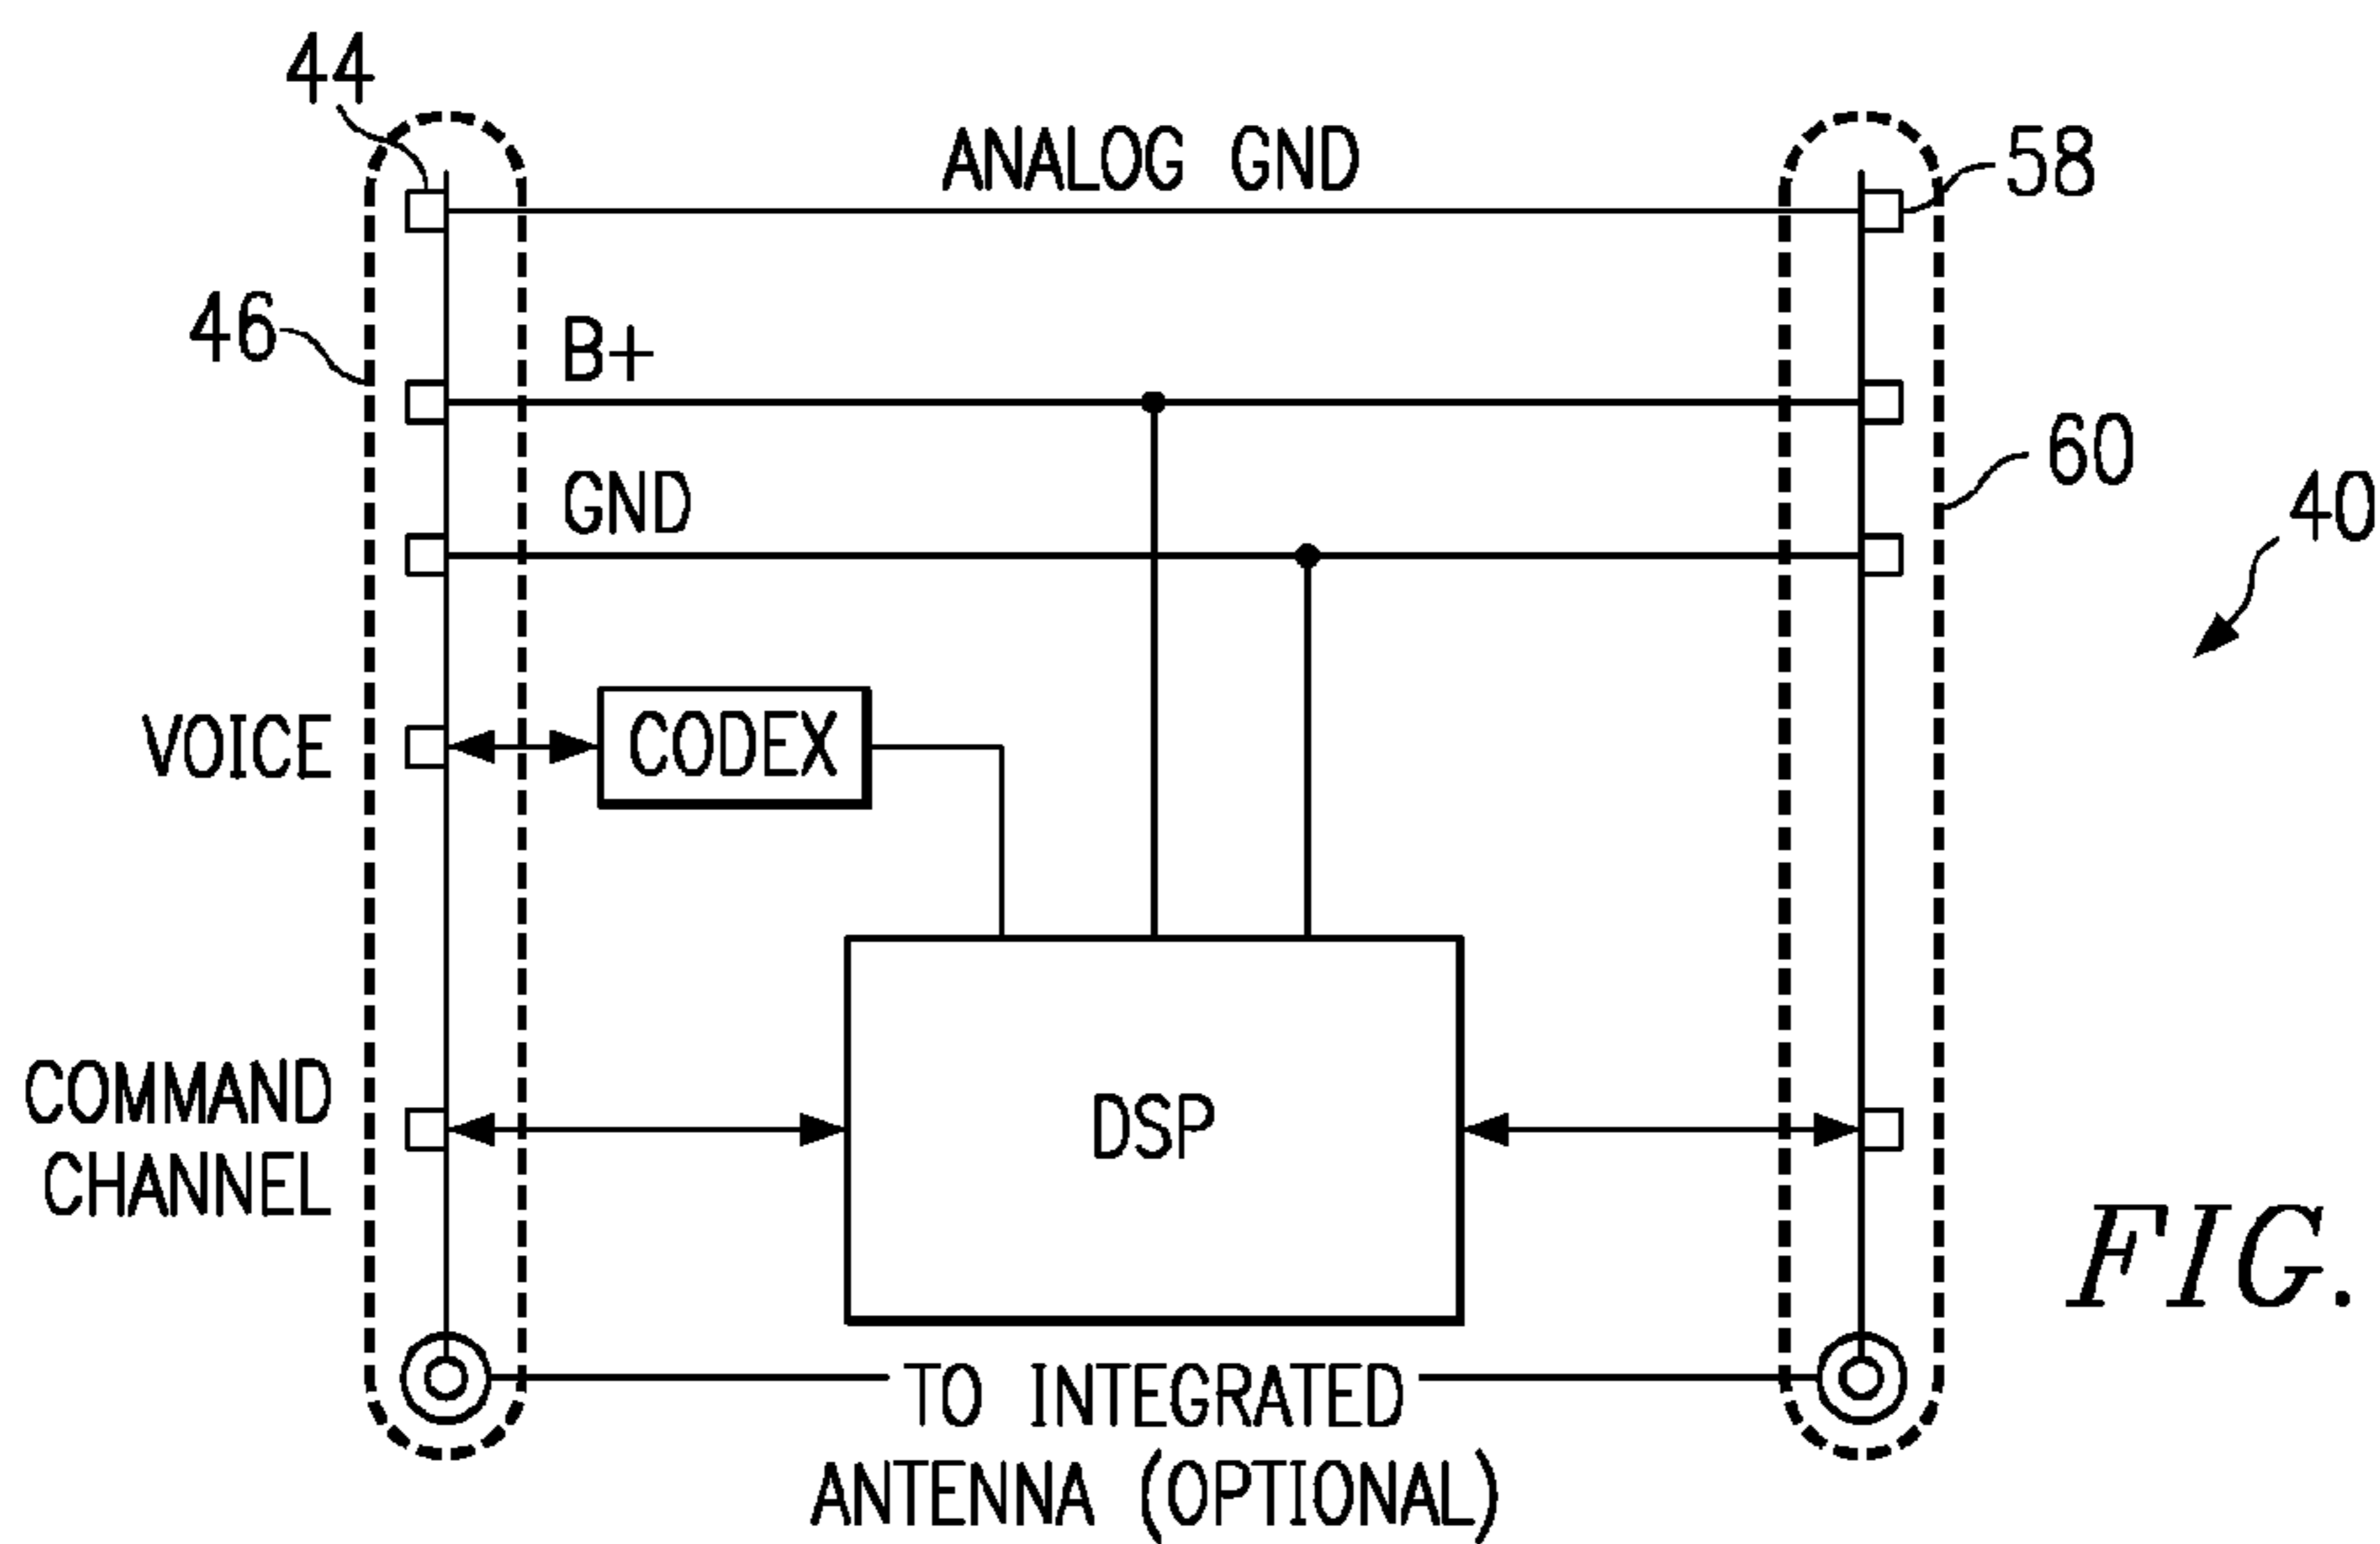 44
ANALOG GND
58
46
B+
60
GND
40
VOICE
CODEX
COMMAND
CHANNEL
DSP
FIG.
TO INTEGRATED
ANTENNA (OPTIONAL)